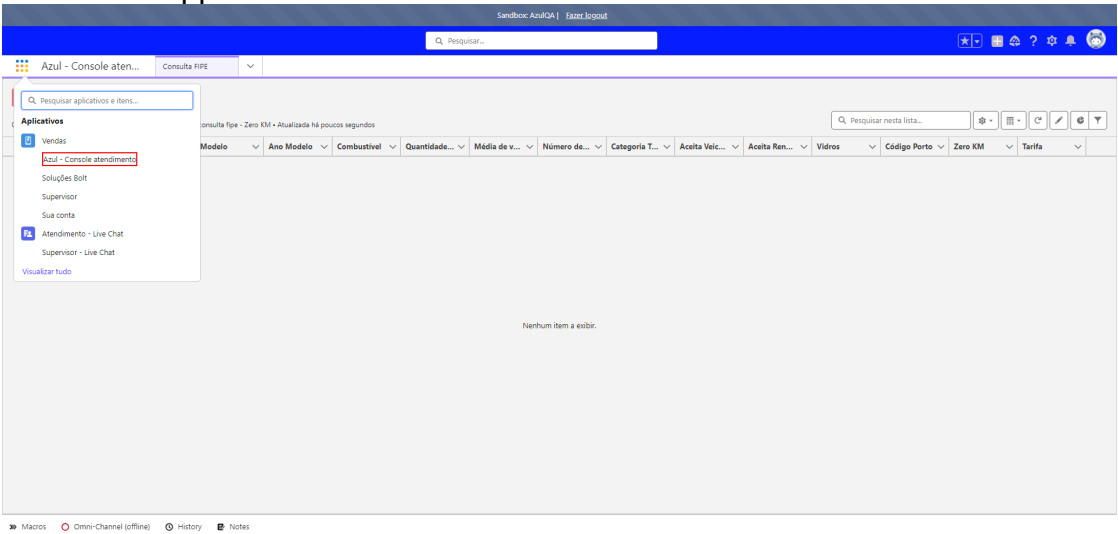 Sandbox: AzulQA | Fazer logout
Pesquisar...
Azul - Console aten...
Consulta FIPE
Pesquisar aplicativos e itens...
Aplicativos
Vendas
Azul - Console atendimento
Soluções Bolt
Supervisor
Sua conta
Atendimento - Live Chat
Supervisor - Live Chat
Visualizar tudo
consulta fipe - Zero KM • Atualizada há poucos segundos
Pesquisar nesta lista...
Modelo Ano Modelo Combustível Quantidade... Média de v... Número de... Categoria T... Aceita Veic... Aceita Ren... Vidros Código Porto Zero KM Tarifa
Nenhum item a exibir.
Macros Omni-Channel (offline) History Notes